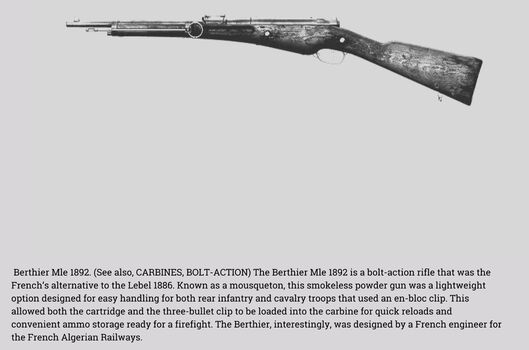 Berthier Mle 1892. (See also, CARBINES, BOLT-ACTION) The Berthier Mle 1892 is a bolt-action rifle that was the
French's alternative to the Lebel 1886. Known as a mousqueton, this smokeless powder gun was a lightweight
option designed for easy handling for both rear infantry and cavalry troops that used an en-bloc clip. This
allowed both the cartridge and the three-bullet clip to be loaded into the carbine for quick reloads and
convenient ammo storage ready for a firefight. The Berthier, interestingly, was designed by a French engineer for
the French Algerian Railways.